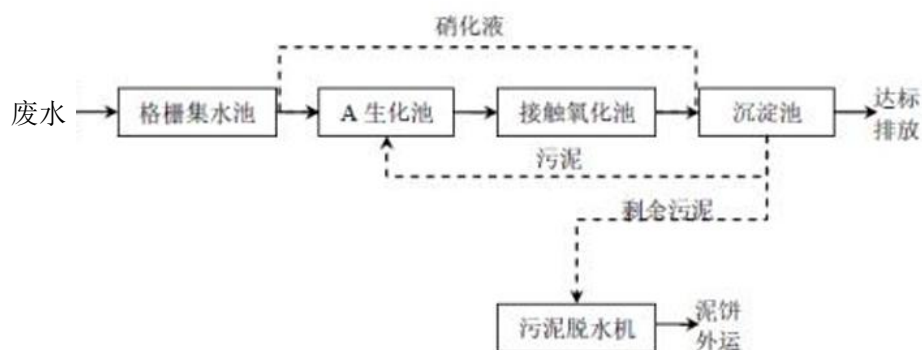 硝化液
废水
格栅集水池
A 生化池
接触氧化池
沉淀池
达标
排放
污泥
剩余污泥
污泥脱水机
泥饼
外运